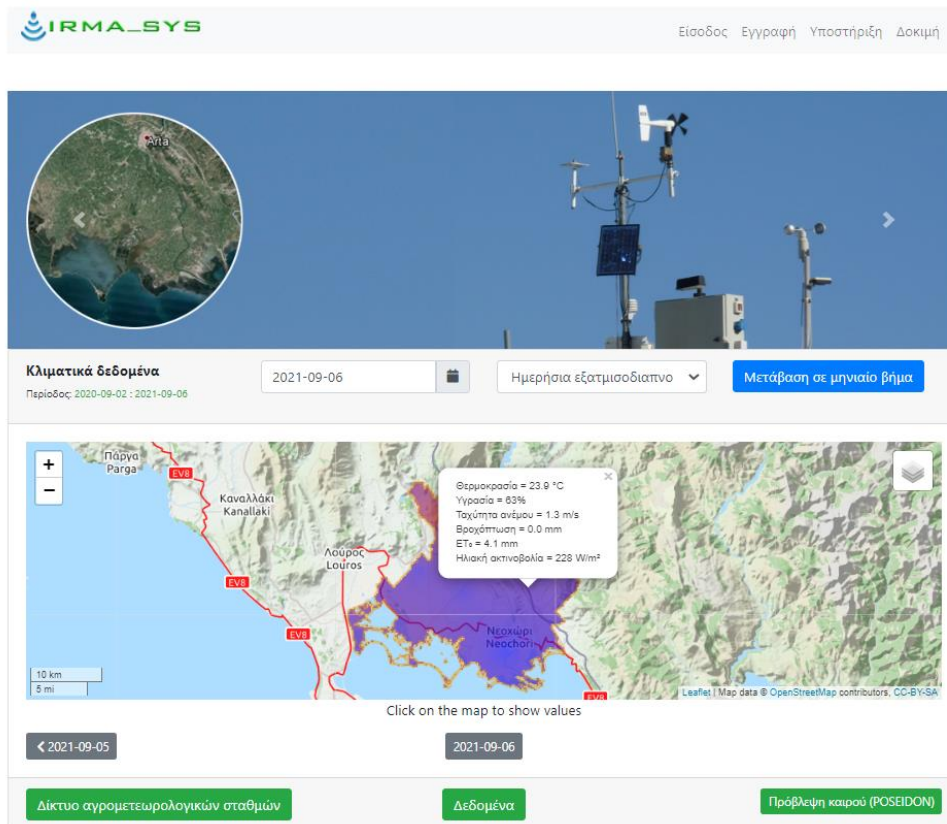 IRMA_SYS
Είσοδος Εγγραφή Υποστήριξη Δοκιμή
Arta
Κλιματικά δεδομένα
Περίοδος: 2020-09-02 : 2021-09-06
2021-09-06
Ημερήσια εξατμισοδιαπνο
Μετάβαση σε μηνιαίο βήμα
+
−
Πάργα
Parga
EV8
Καναλλάκι
Kanallaki
Λούρος
Louros
EV8
EV8
×
Θερμοκρασία = 23.9 °C
Υγρασία = 63%
Ταχύτητα ανέμου = 1.3 m/s
Βροχόπτωση = 0.0 mm
ET₀ = 4.1 mm
Ηλιακή ακτινοβολία = 228 W/m²
Νεοχώρι
Neochori
EV8
10 km
5 mi
Leaflet | Map data © OpenStreetMap contributors, CC-BY-SA
Click on the map to show values
2021-09-05
2021-09-06
Δίκτυο αγρομετεωρολογικών σταθμών
Δεδομένα
Πρόβλεψη καιρού (POSEIDON)